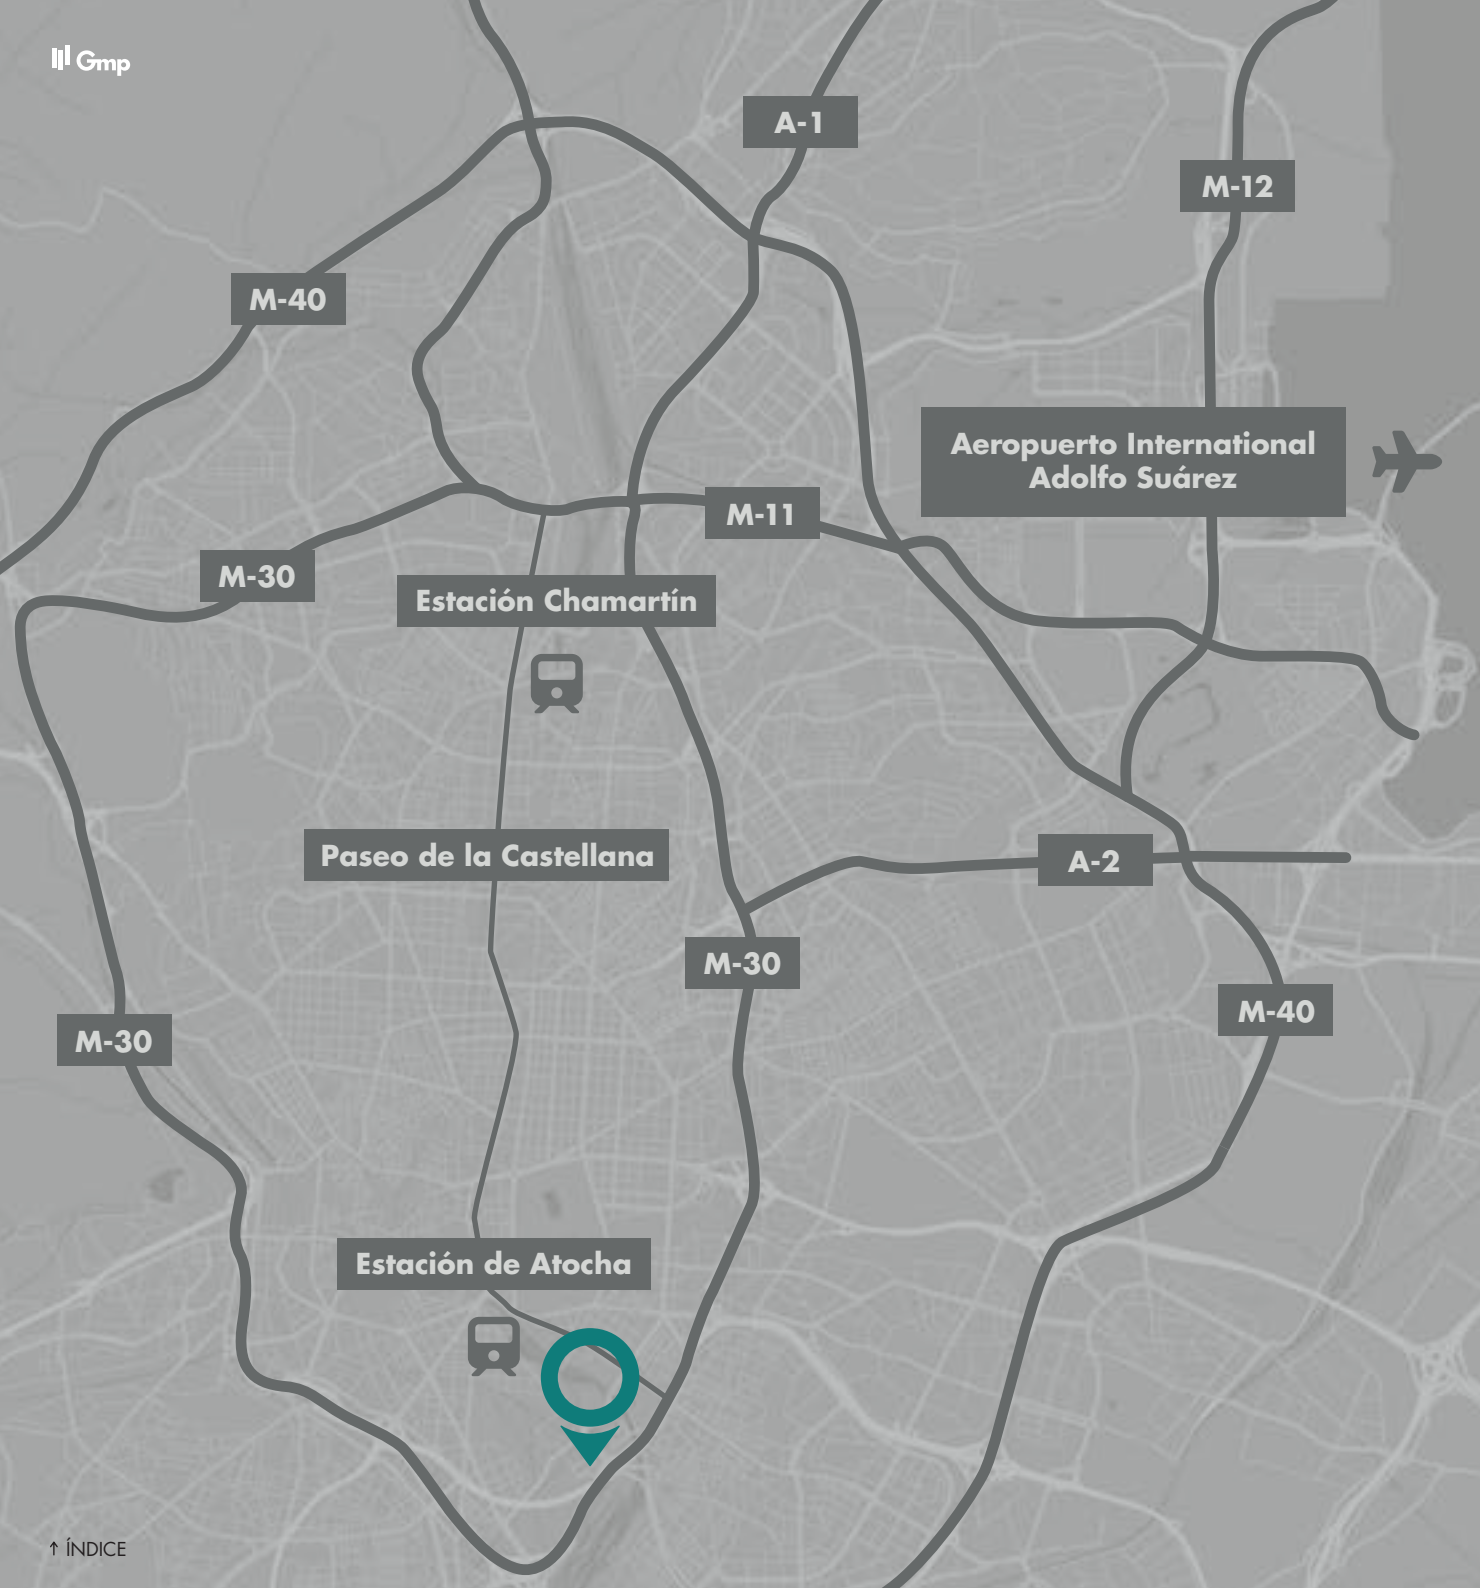 Gmp
A-1
M-12
M-40
Aeropuerto International
Adolfo Suárez
M-11
M-30
Estación Chamartín
Paseo de la Castellana
A-2
M-30
M-40
M-30
Estación de Atocha
↑ ÍNDICE